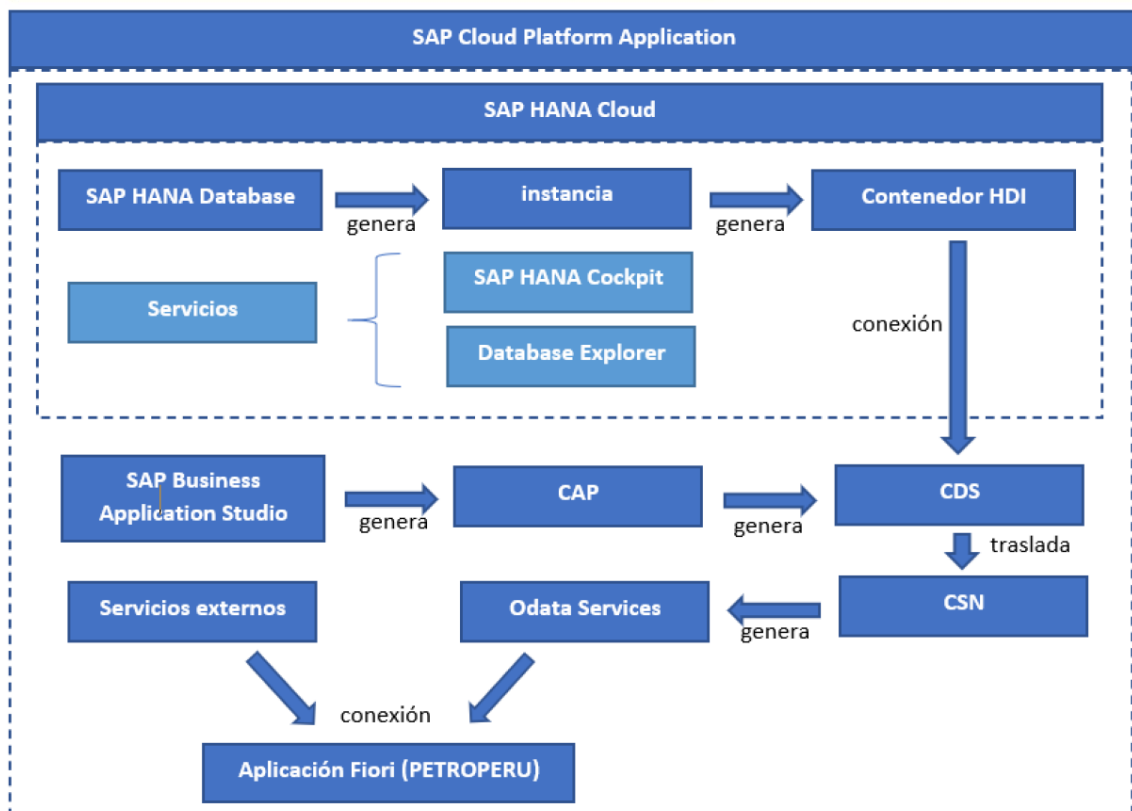 SAP Cloud Platform Application
SAP HANA Cloud
SAP HANA Database
genera
instancia
genera
Contenedor HDI
Servicios
SAP HANA Cockpit
Database Explorer
conexión
SAP Business
Application Studio
genera
CAP
genera
CDS
traslada
Servicios externos
Odata Services
genera
CSN
conexión
Aplicación Fiori (PETROPERU)